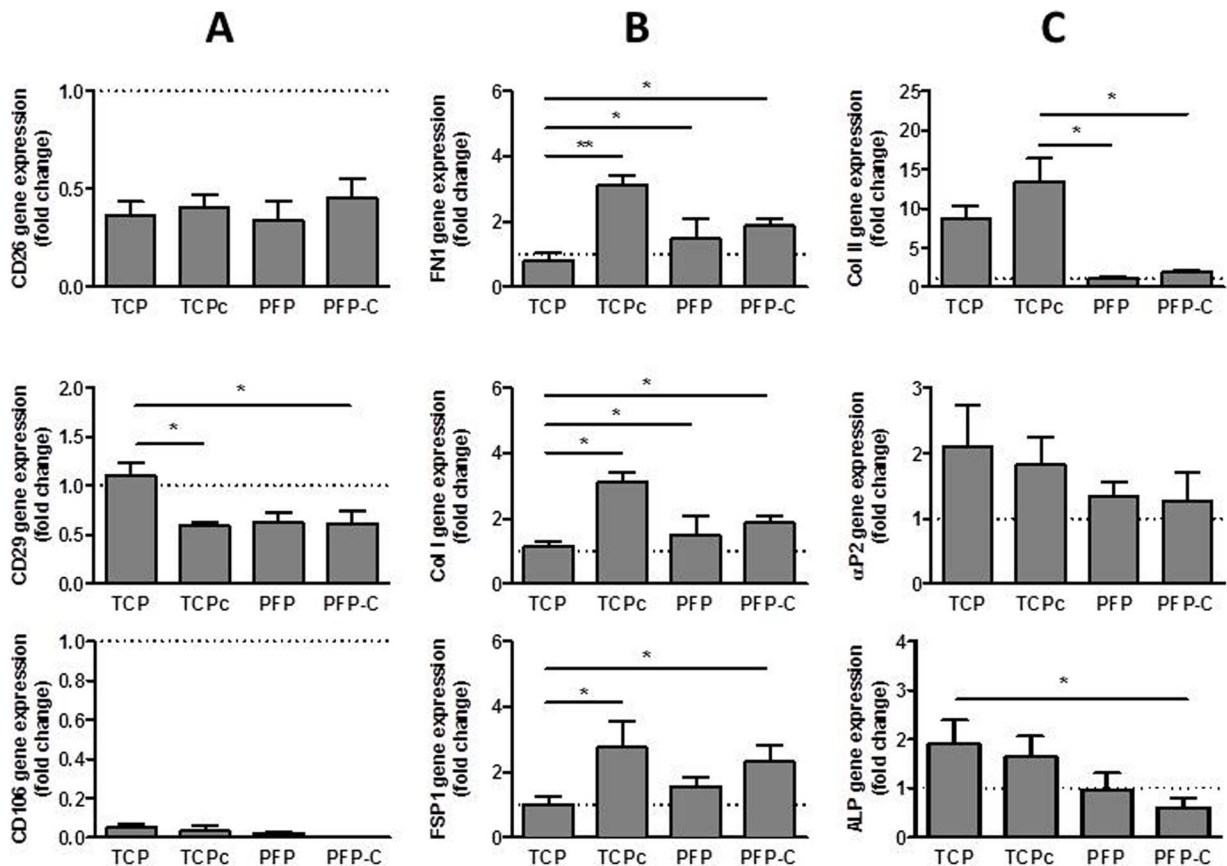 A
B
C
CD26 gene expression
(fold change)
1.0
0.5
0.0
TCP TCPc PFP PFP-C
FN1 gene expression
(fold change)
6
4
2
0
*
*
**
TCP TCPc PFP PFP-C
Col II gene expression
(fold change)
25
20
15
10
5
0
*
*
TCP TCPc PFP PFP-C
CD29 gene expression
(fold change)
2.0
1.5
1.0
0.5
0.0
*
*
TCP TCPc PFP PFP-C
Col I gene expression
(fold change)
6
4
2
0
*
*
*
TCP TCPc PFP PFP-C
αP2 gene expression
(fold change)
3
2
1
0
TCP TCPc PFP PFP-C
CD106 gene expression
(fold change)
1.0
0.8
0.6
0.4
0.2
0.0
TCP TCPc PFP PFP-C
FSP1 gene expression
(fold change)
6
4
2
0
*
*
TCP TCPc PFP PFP-C
ALP gene expression
(fold change)
4
3
2
1
0
*
TCP TCPc PFP PFP-C